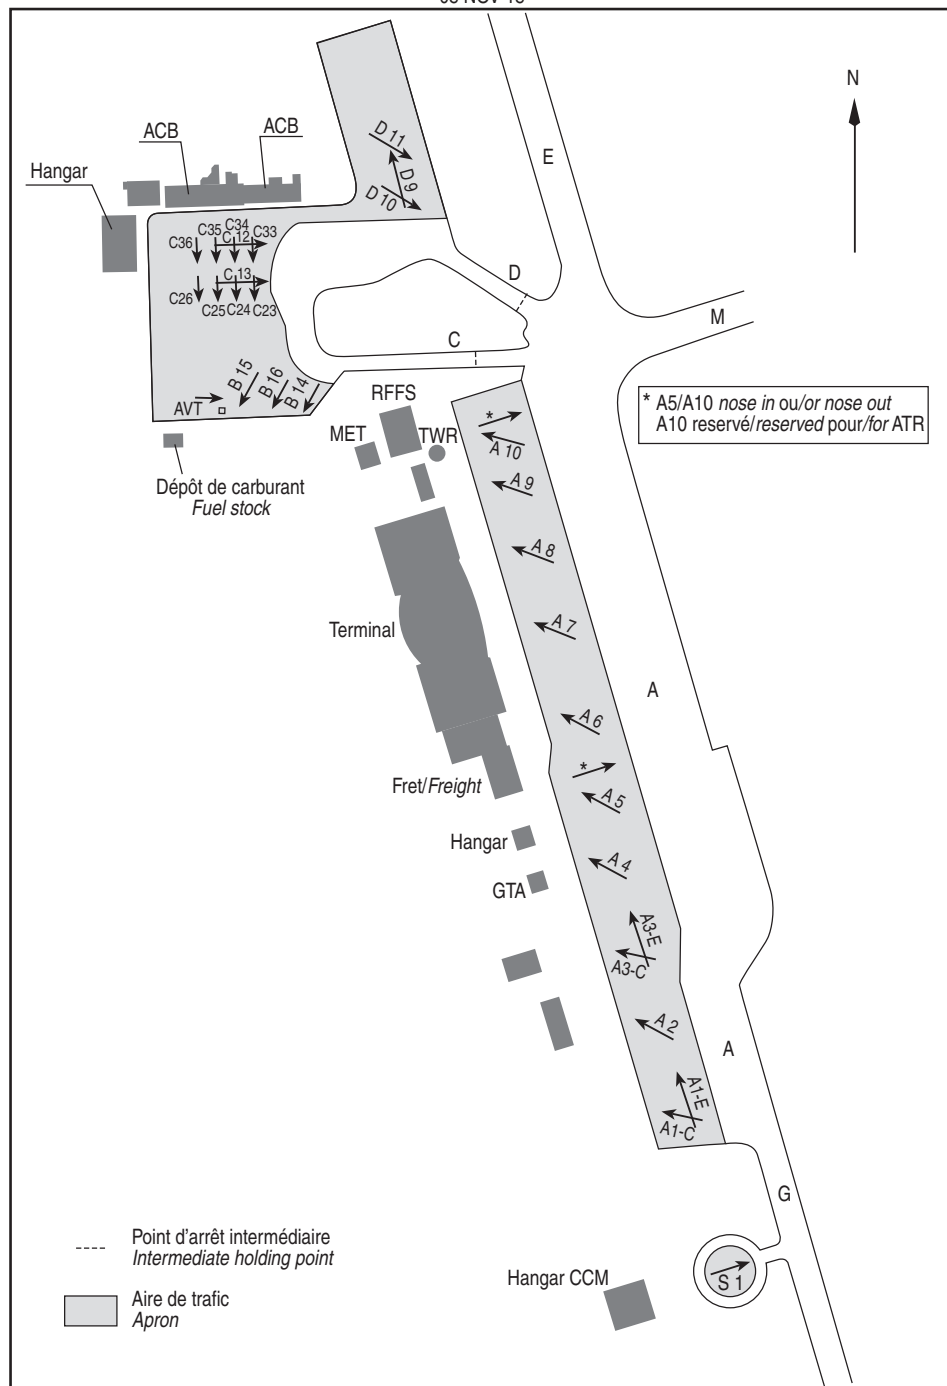 N
ACB
ACB
Hangar
E
D 11
D 9
D 10
C36
C35
C34
C33
C 12
C 13
C26
C25
C24
C23
D
M
C
B 15
B 16
B 14
AVT
RFFS
MET
TWR
* A5/A10 nose in ou/or nose out
A10 reservé/reserved pour/for ATR
*
A 10
A 9
Dépôt de carburant
Fuel stock
A 8
Terminal
A 7
A
A 6
*
Fret/Freight
A 5
Hangar
A 4
GTA
A3-E
A3-C
A 2
A
A1-E
A1-C
G
Point d'arrêt intermédiaire
Intermediate holding point
Hangar CCM
S 1
Aire de trafic
Apron